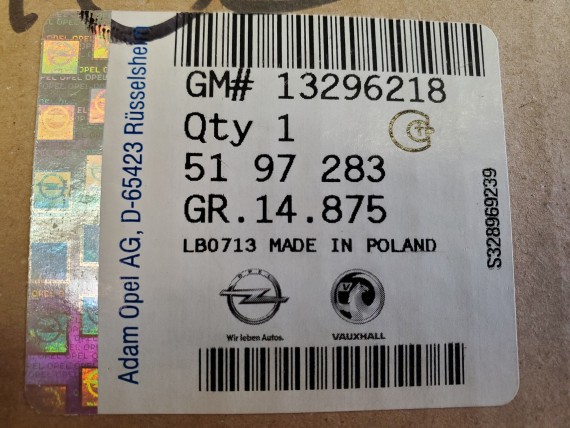 GM# 13296218
Qty 1
51 97 283
GR.14.875
LB0713 MADE IN POLAND
OPEL
Wir leben Autos.
VAUXHALL
Adam Opel AG, D-65423 Rüsselsheim
S328969239